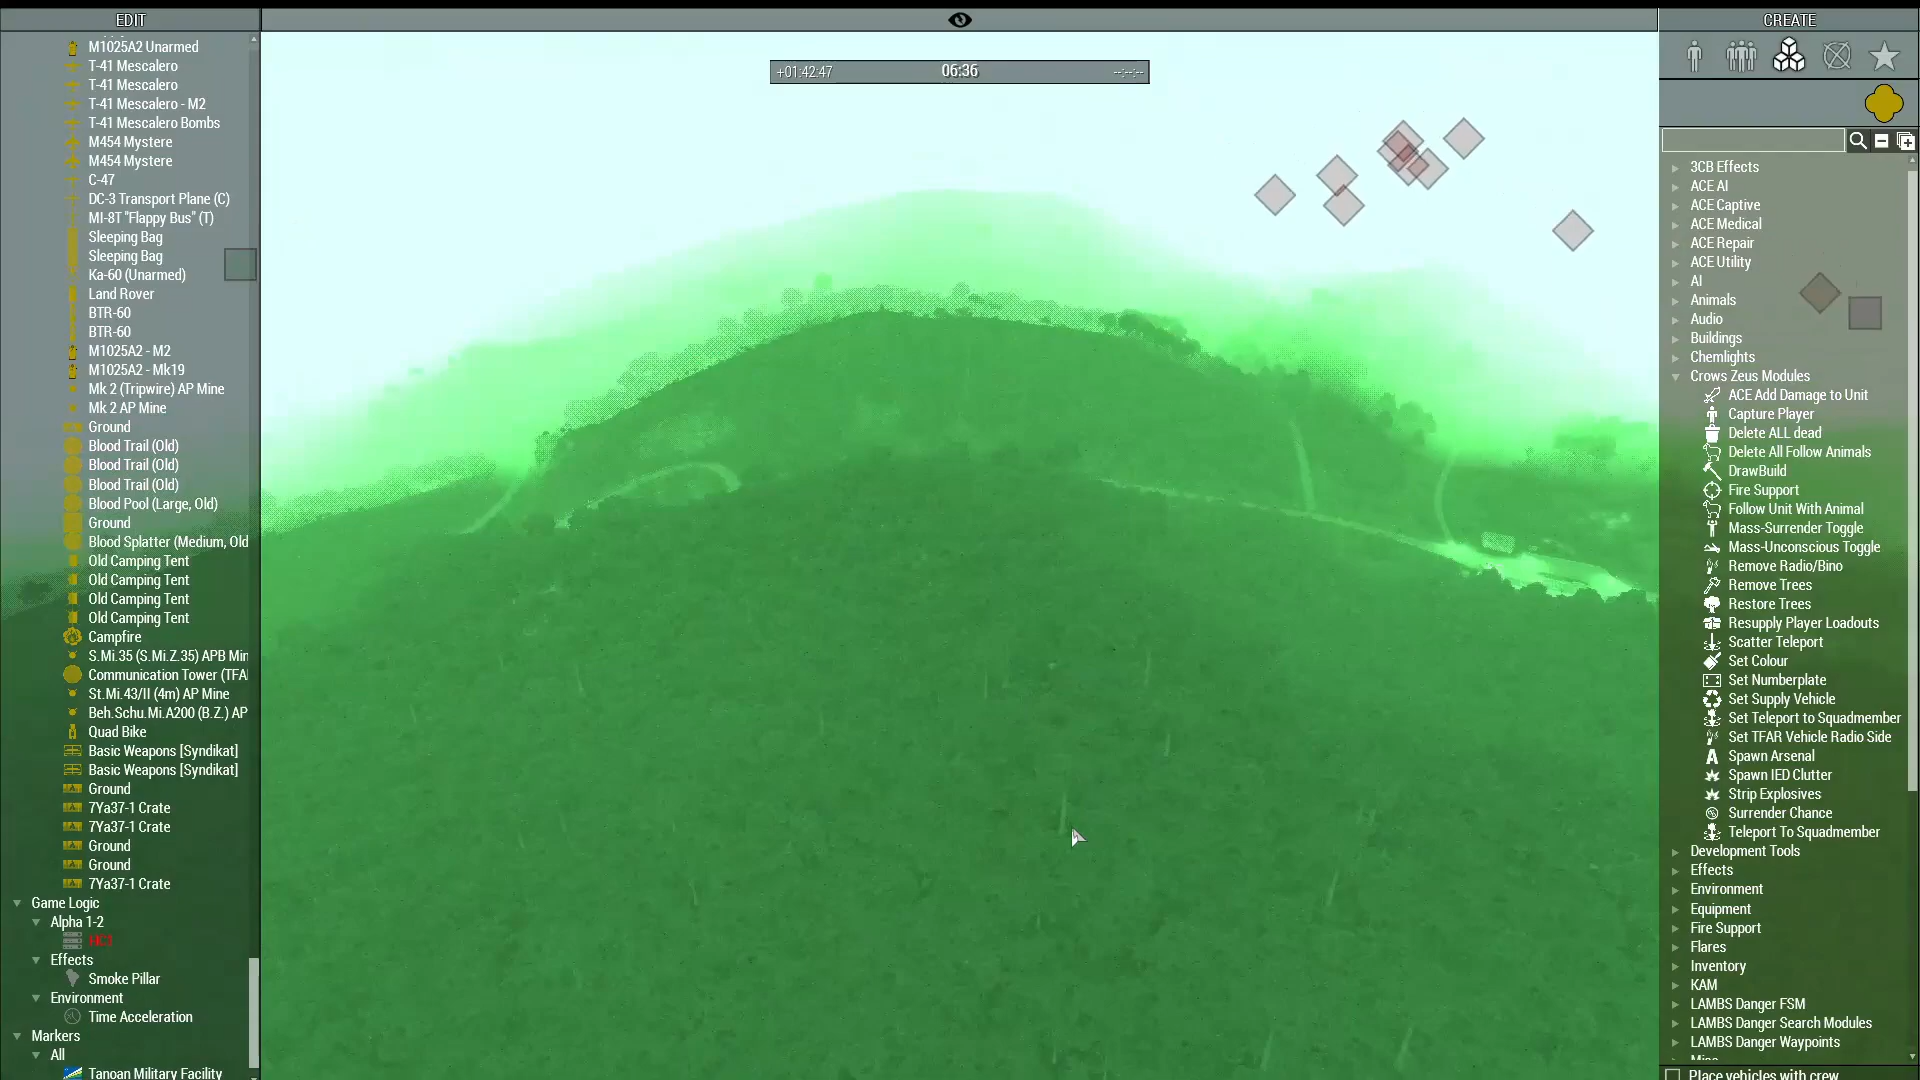 EDIT
M1025A2 Unarmed
T-41 Mescalero
T-41 Mescalero
T-41 Mescalero - M2
T-41 Mescalero Bombs
M454 Mystere
M454 Mystere
C-47
DC-3 Transport Plane (C)
MI-8T "Flappy Bus" (T)
Sleeping Bag
Sleeping Bag
Ka-60 (Unarmed)
Land Rover
BTR-60
BTR-60
M1025A2 - M2
M1025A2 - Mk19
Mk 2 (Tripwire) AP Mine
Mk 2 AP Mine
Ground
Blood Trail (Old)
Blood Trail (Old)
Blood Trail (Old)
Blood Pool (Large, Old)
Ground
Blood Splatter (Medium, Old
Old Camping Tent
Old Camping Tent
Old Camping Tent
Old Camping Tent
Campfire
S.Mi.35 (S.Mi.Z.35) APB Min
Communication Tower (TFA
St.Mi.43/II (4m) AP Mine
Beh.Schu.Mi.A200 (B.Z.) AP
Quad Bike
Basic Weapons [Syndikat]
Basic Weapons [Syndikat]
Ground
7Ya37-1 Crate
7Ya37-1 Crate
Ground
Ground
7Ya37-1 Crate
Game Logic
Alpha 1-2
Effects
Smoke Pillar
Environment
Time Acceleration
Markers
All
Tanoan Military Facility
+01:42:47 06:36 --:--:--
CREATE
3CB Effects
ACE AI
ACE Captive
ACE Medical
ACE Repair
ACE Utility
AI
Animals
Audio
Buildings
Chemlights
Crows Zeus Modules
ACE Add Damage to Unit
Capture Player
Delete ALL dead
Delete All Follow Animals
DrawBuild
Fire Support
Follow Unit With Animal
Mass-Surrender Toggle
Mass-Unconscious Toggle
Remove Radio/Bino
Remove Trees
Restore Trees
Resupply Player Loadouts
Scatter Teleport
Set Colour
Set Numberplate
Set Supply Vehicle
Set Teleport to Squadmember
Set TFAR Vehicle Radio Side
Spawn Arsenal
Spawn IED Clutter
Strip Explosives
Surrender Chance
Teleport To Squadmember
Development Tools
Effects
Environment
Equipment
Fire Support
Flares
Inventory
KAM
LAMBS Danger FSM
LAMBS Danger Search Modules
LAMBS Danger Waypoints
Place vehicles with crew